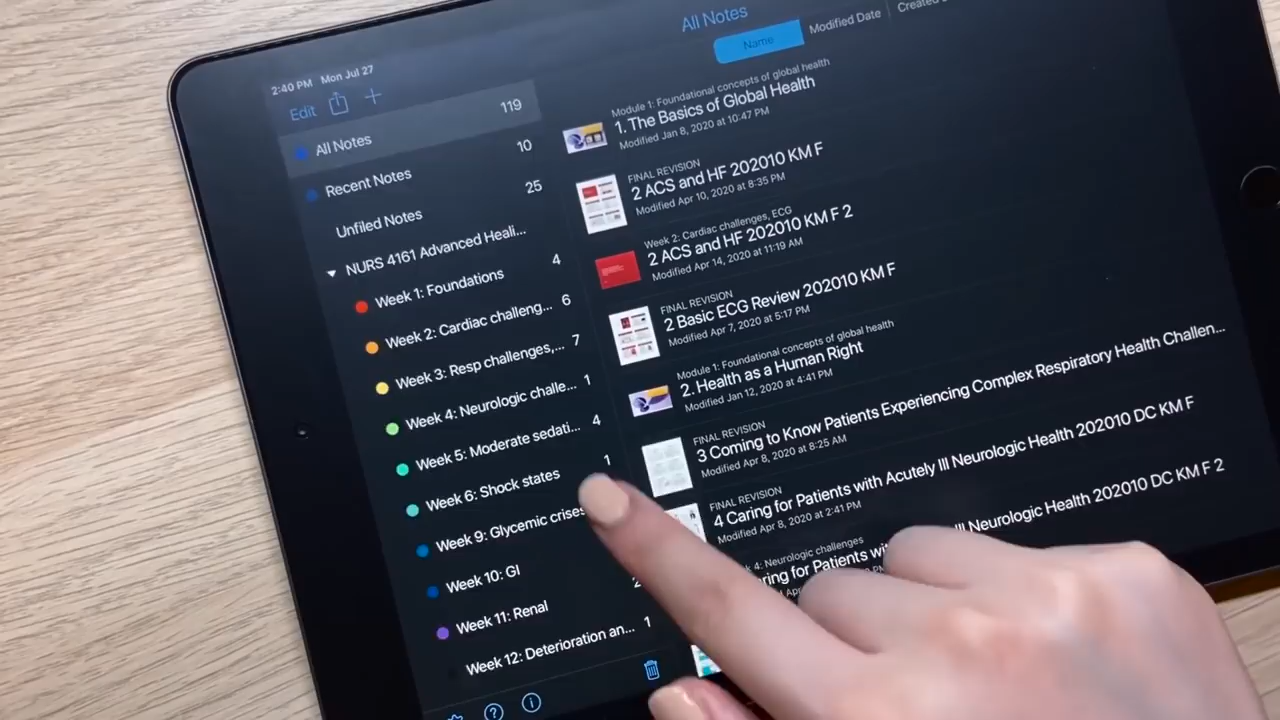 2:40 PM Mon Jul 27
Edit
All Notes 119
Recent Notes 10
Unfiled Notes 25
NURS 4161 Advanced Heali...
Week 1: Foundations 4
Week 2: Cardiac challeng... 6
Week 3: Resp challenges,... 7
Week 4: Neurologic challe... 1
Week 5: Moderate sedati... 4
Week 6: Shock states 1
Week 9: Glycemic crises
Week 10: GI
Week 11: Renal
Week 12: Deterioration an... 1
All Notes
Name Modified Date Created
Module 1: Foundational concepts of global health
1. The Basics of Global Health
Modified Jan 8, 2020 at 10:47 PM
FINAL REVISION
2 ACS and HF 202010 KM F
Modified Apr 10, 2020 at 8:35 PM
Week 2: Cardiac challenges, ECG
2 ACS and HF 202010 KM F 2
Modified Apr 14, 2020 at 11:19 AM
FINAL REVISION
2 Basic ECG Review 202010 KM F
Modified Apr 7, 2020 at 5:17 PM
Module 1: Foundational concepts of global health
2. Health as a Human Right
Modified Jan 12, 2020 at 4:41 PM
FINAL REVISION
3 Coming to Know Patients Experiencing Complex Respiratory Health Challen...
Modified Apr 8, 2020 at 8:25 AM
FINAL REVISION
4 Caring for Patients with Acutely Ill Neurologic Health 202010 DC KM F
Modified Apr 8, 2020 at 2:41 PM
4: Neurologic challenges
for Patients Ill Neurologic Health 202010 DC KM F 2